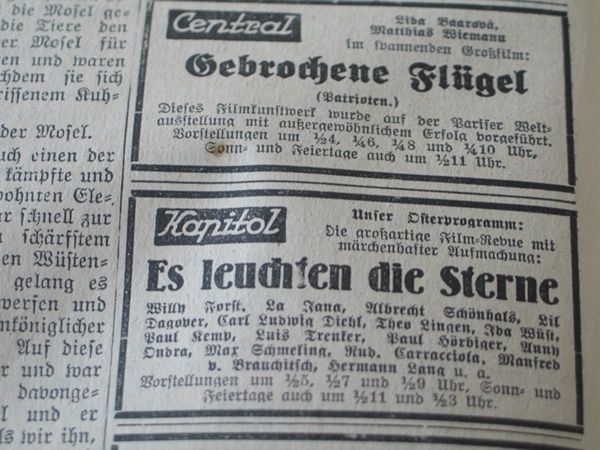 die Mosel ge-
die Tiere den
er Mosel für
en und waren
chdem sie sich
rissenem Kuh-
der Mosel.
uch einen der
kämpfte und
wohnten Ele-
r schnell zur
schärfstem
en Wüsten-
gelang es
werfen und
ntöniglicher
Auf diese
r und war
davonge-
l und er
ls wir ihn,
Central
Lida Baarová,
Matthias Wiemann
im spannenden Großfilm:
Gebrochene Flügel
(Patrioten.)
Dieses Filmkunstwerk wurde auf der Pariser Welt-
ausstellung mit außergewöhnlichem Erfolg vorgeführt.
Vorstellungen um ½4, ¼6, ¼8 und ¼10 Uhr,
Sonn- und Feiertage auch um ½11 Uhr.
Kapitol
Unser Osterprogramm:
Die großartige Film-Revue mit
märchenhafter Aufmachung:
Es leuchten die Sterne
Willy Forst, La Jana, Albrecht Schönhals, Lil
Dagover, Carl Ludwig Diehl, Theo Lingen, Ida Wüst,
Paul Kemp, Luis Trenker, Paul Hörbiger, Anny
Ondra, Max Schmeling, Rud. Carracciola, Manfred
v. Brauchitsch, Hermann Lang u. a.
Vorstellungen um ½5, ½7 und ½9 Uhr, Sonn- und
Feiertage auch um ½11 und ½3 Uhr.